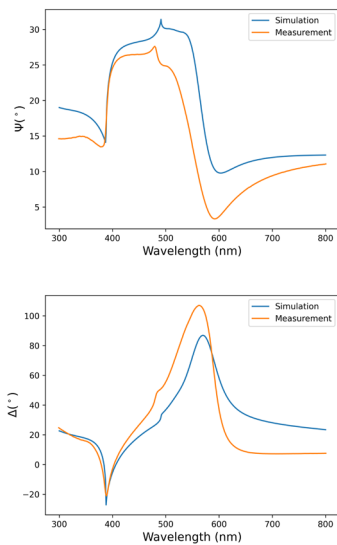 Simulation
Measurement
30
25
20
15
10
5
Ψ(°)
300 400 500 600 700 800
Wavelength (nm)
Simulation
Measurement
100
80
60
40
20
0
−20
Δ(°)
300 400 500 600 700 800
Wavelength (nm)